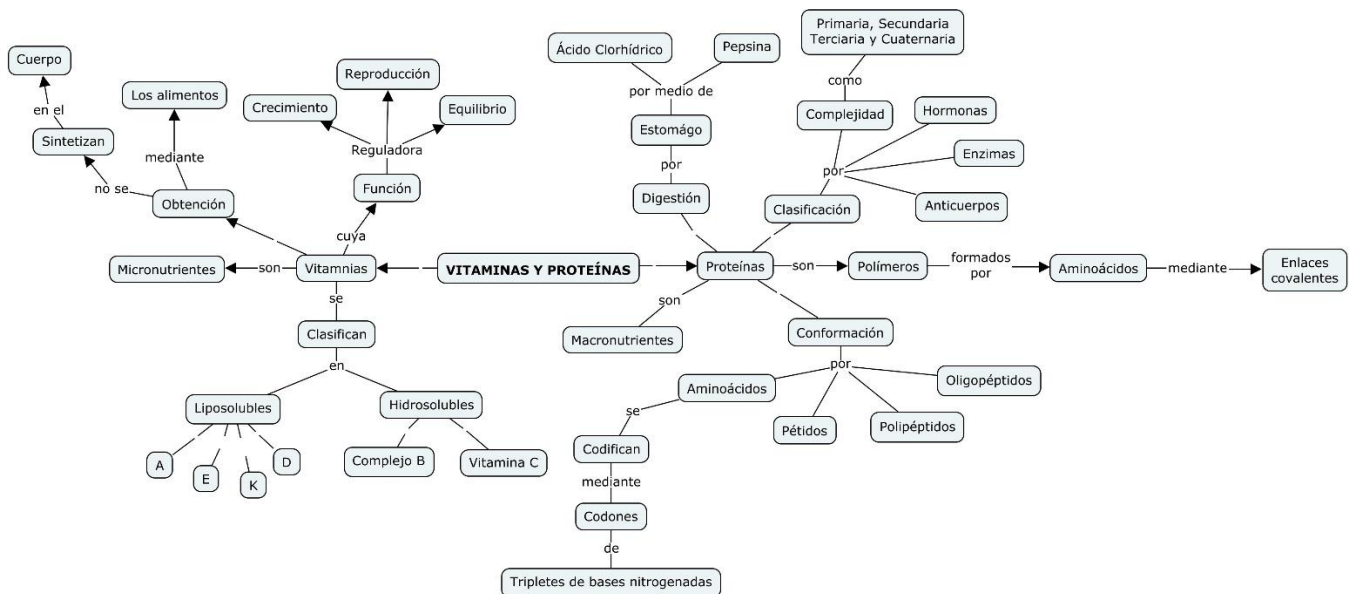 Primaria, Secundaria
Terciaria y Cuaternaria
Ácido Clorhídrico
Pepsina
Cuerpo
Reproducción
como
Los alimentos
por medio de
en el
Crecimiento
Equilibrio
Complejidad
Hormonas
Sintetizan
Estomágo
mediante
Reguladora
Enzimas
por
por
no se
Función
Obtención
Digestión
Clasificación
Anticuerpos
cuya
Micronutrientes
son
Vitamnias
VITAMINAS Y PROTEÍNAS
Proteínas
son
Polímeros
formados
por
Aminoácidos
mediante
Enlaces
covalentes
se
son
Clasifican
Macronutrientes
Conformación
en
por
Aminoácidos
Oligopéptidos
Liposolubles
Hidrosolubles
se
Pétidos
Polipéptidos
Codifican
A
E
K
D
Complejo B
Vitamina C
mediante
Codones
de
Tripletes de bases nitrogenadas